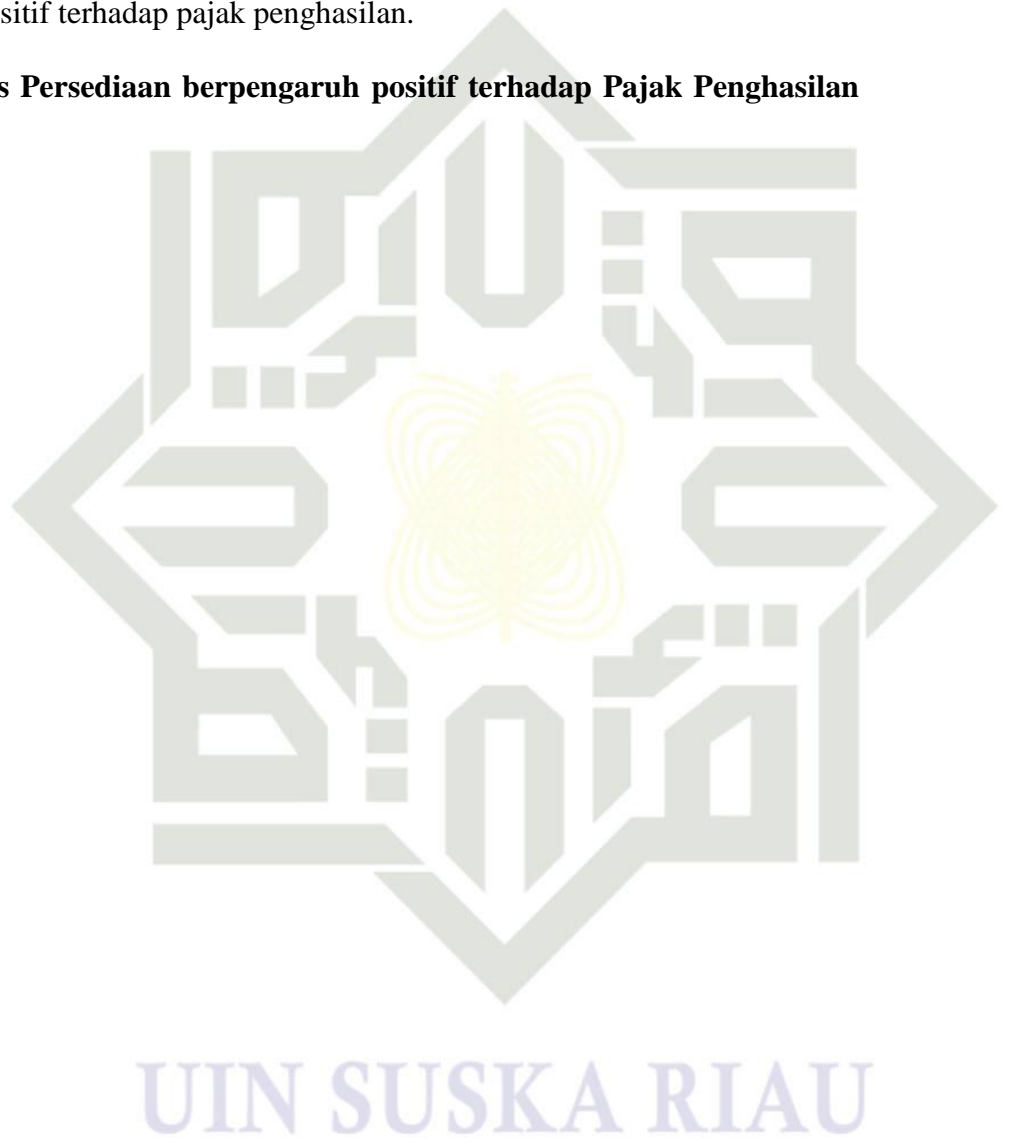 sitif terhadap pajak penghasilan.
s Persediaan berpengaruh positif terhadap Pajak Penghasilan
UIN SUSKA RIAU